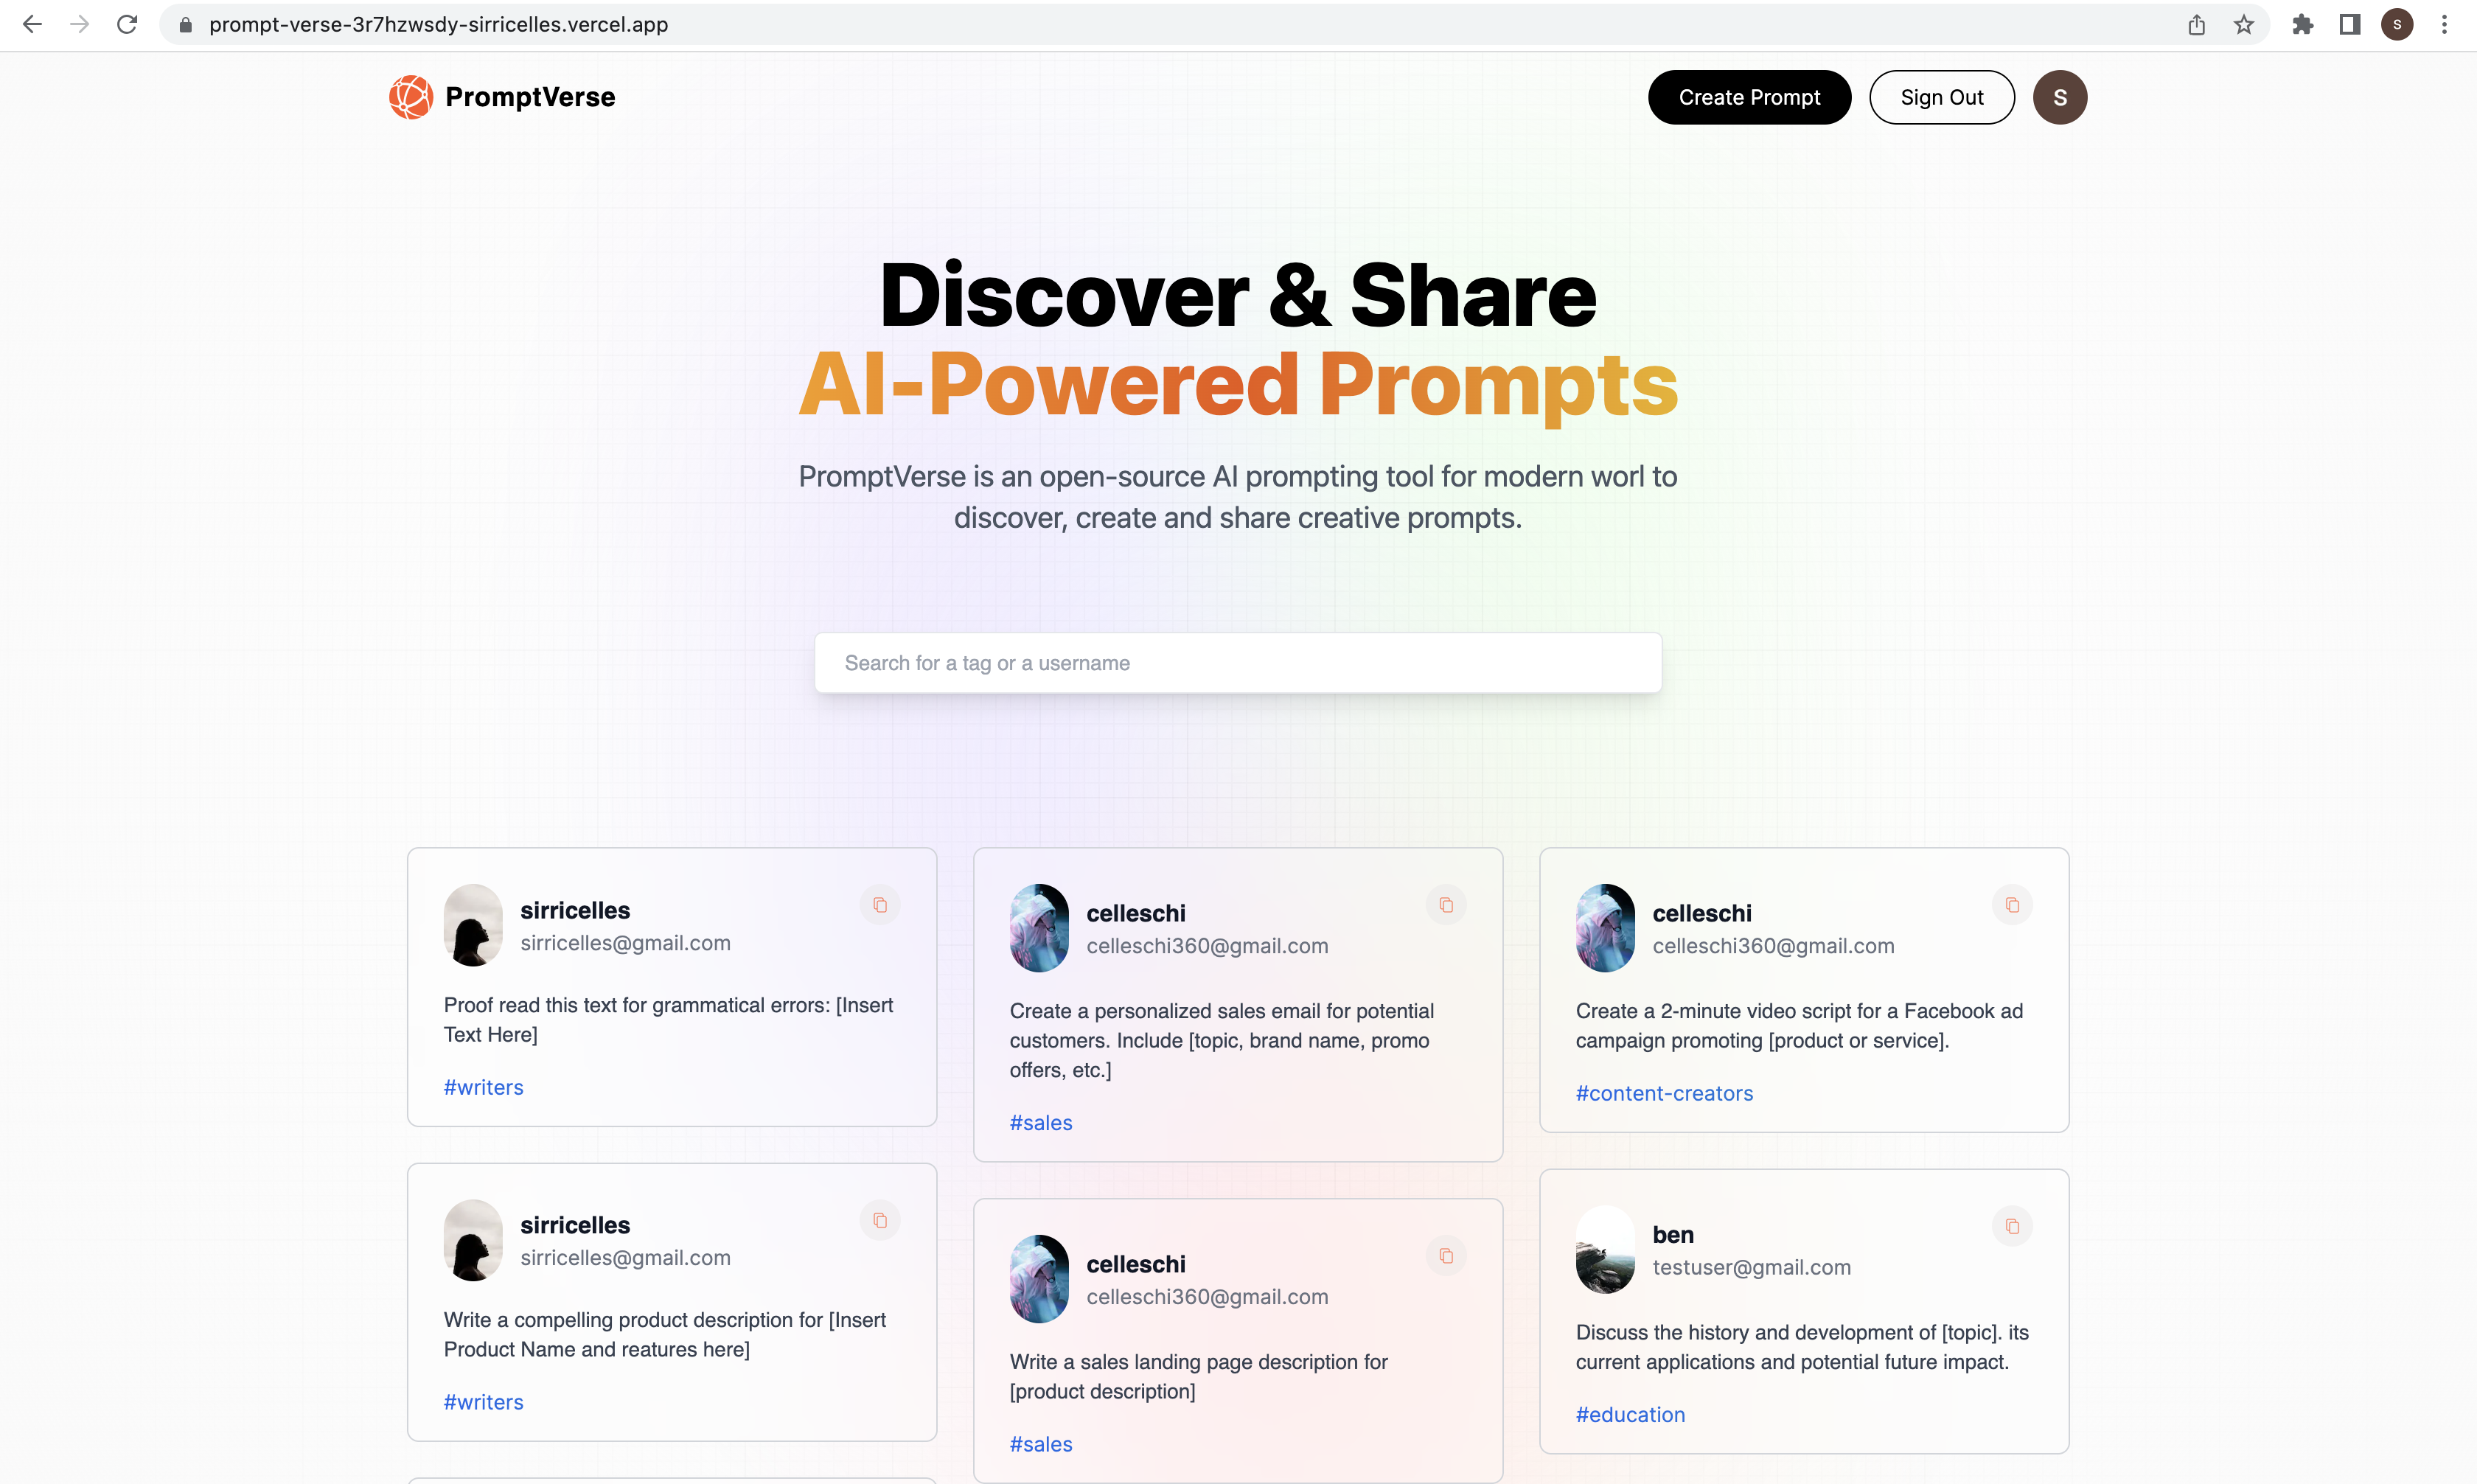 prompt-verse-3r7hzwsdy-sirricelles.vercel.app
S
PromptVerse
Create Prompt
Sign Out
S
Discover & Share
AI-Powered Prompts
PromptVerse is an open-source AI prompting tool for modern worl to
discover, create and share creative prompts.
Search for a tag or a username
sirricelles
sirricelles@gmail.com
Proof read this text for grammatical errors: [Insert
Text Here]
#writers
celleschi
celleschi360@gmail.com
Create a personalized sales email for potential
customers. Include [topic, brand name, promo
offers, etc.]
#sales
celleschi
celleschi360@gmail.com
Create a 2-minute video script for a Facebook ad
campaign promoting [product or service].
#content-creators
sirricelles
sirricelles@gmail.com
Write a compelling product description for [Insert
Product Name and reatures here]
#writers
celleschi
celleschi360@gmail.com
Write a sales landing page description for
[product description]
#sales
ben
testuser@gmail.com
Discuss the history and development of [topic]. its
current applications and potential future impact.
#education